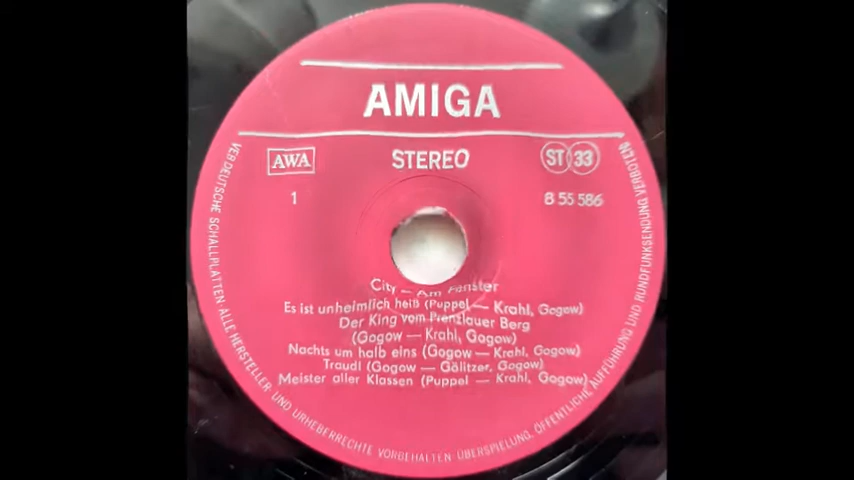 AMIGA
AWA
STEREO
ST 33
1
8 55 586
City – Am Fenster
Es ist unheimlich heiß (Puppel — Krahl, Gogow)
Der King vom Prenzlauer Berg
(Gogow — Krahl, Gogow)
Nachts um halb eins (Gogow — Krahl, Gogow)
Traudl (Gogow — Gölitzer, Gogow)
Meister aller Klassen (Puppel — Krahl, Gogow)
VEB DEUTSCHE SCHALLPLATTEN ALLE HERSTELLER- UND URHEBERRECHTE VORBEHALTEN ÜBERSPIELUNG, ÖFFENTLICHE AUFFÜHRUNG UND RUNDFUNKSENDUNG VERBOTEN